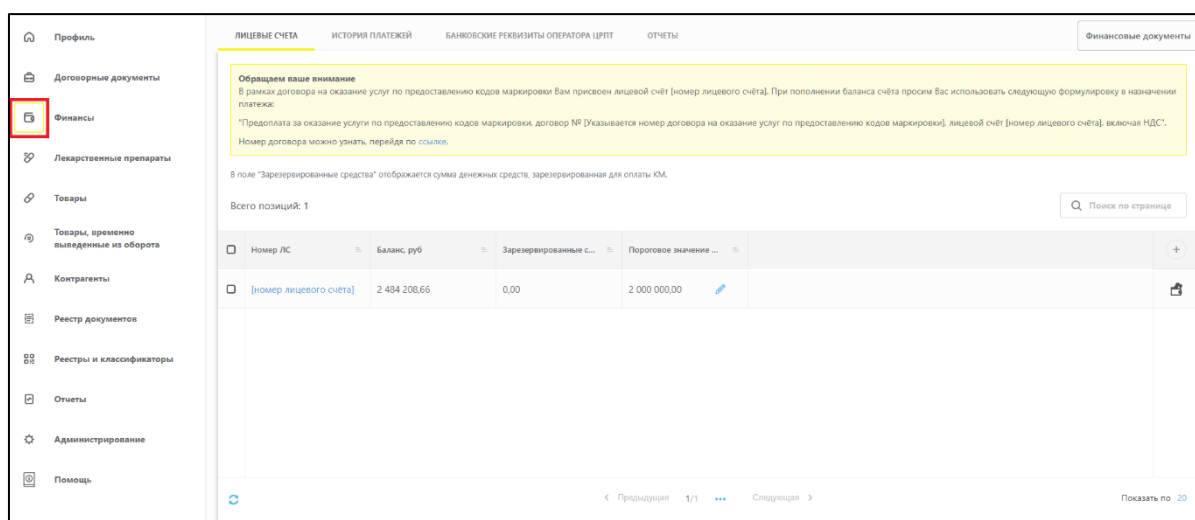 Профиль
Договорные документы
Финансы
Лекарственные препараты
Товары
Товары, временно
выведенные из оборота
Контрагенты
Реестр документов
Реестры и классификаторы
Отчеты
Администрирование
Помощь
ЛИЦЕВЫЕ СЧЕТА ИСТОРИЯ ПЛАТЕЖЕЙ БАНКОВСКИЕ РЕКВИЗИТЫ ОПЕРАТОРА ЦРПТ ОТЧЕТЫ
Финансовые документы
Обращаем ваше внимание
В рамках договора на оказание услуг по предоставлению кодов маркировки Вам присвоен лицевой счёт [номер лицевого счёта]. При пополнении баланса счёта просим Вас использовать следующую формулировку в назначении
платежа:
"Предоплата за оказание услуги по предоставлению кодов маркировки, договор № [Указывается номер договора на оказание услуг по предоставлению кодов маркировки], лицевой счёт [номер лицевого счёта], включая НДС".
Номер договора можно узнать, перейдя по ссылке.
В поле "Зарезервированные средства" отображается сумма денежных средств, зарезервированная для оплаты КМ.
Всего позиций: 1
Поиск по странице
Номер ЛС Баланс, руб Зарезервированные с... Пороговое значение ...
[номер лицевого счёта] 2 484 208,66 0,00 2 000 000,00
Предыдущая 1/1 ••• Следующая
Показать по 20